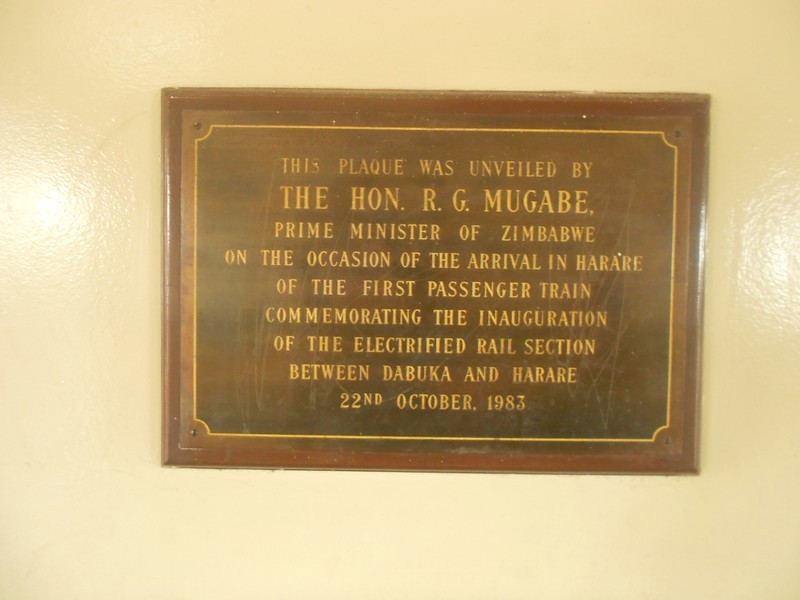 THIS PLAQUE WAS UNVEILED BY
THE HON. R. G. MUGABE,
PRIME MINISTER OF ZIMBABWE
ON THE OCCASION OF THE ARRIVAL IN HARARE
OF THE FIRST PASSENGER TRAIN
COMMEMORATING THE INAUGURATION
OF THE ELECTRIFIED RAIL SECTION
BETWEEN DABUKA AND HARARE
22ND OCTOBER, 1983